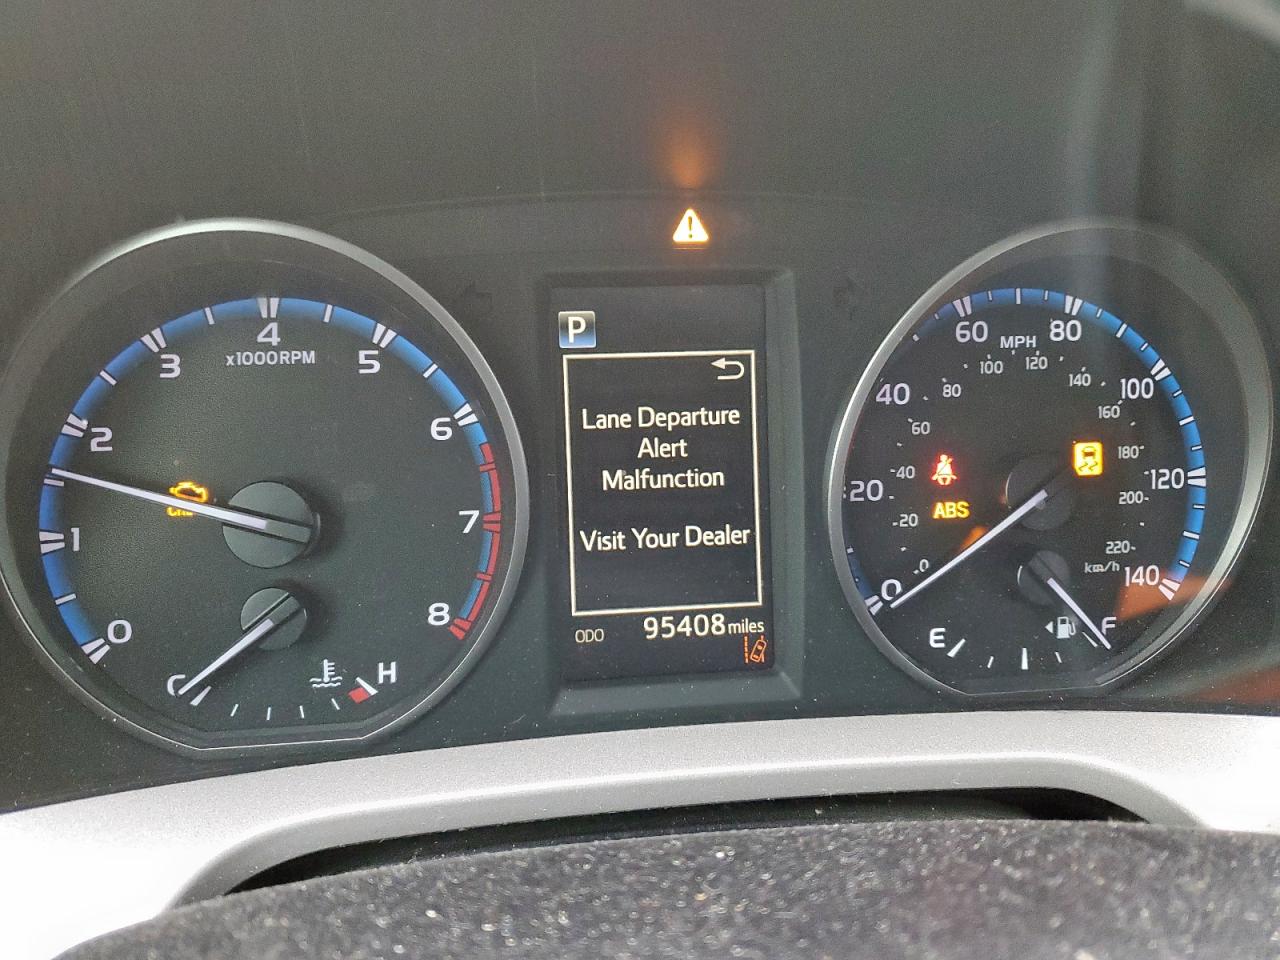 P
Lane Departure
Alert
Malfunction
Visit Your Dealer
ODO 95408 miles
0
1
2
3
4
5
6
7
8
x1000RPM
C
H
0
20
40
60
80
100
120
140
MPH
0
20
40
60
80
100
120
140
160
180
200
220
km/h
ABS
E
F